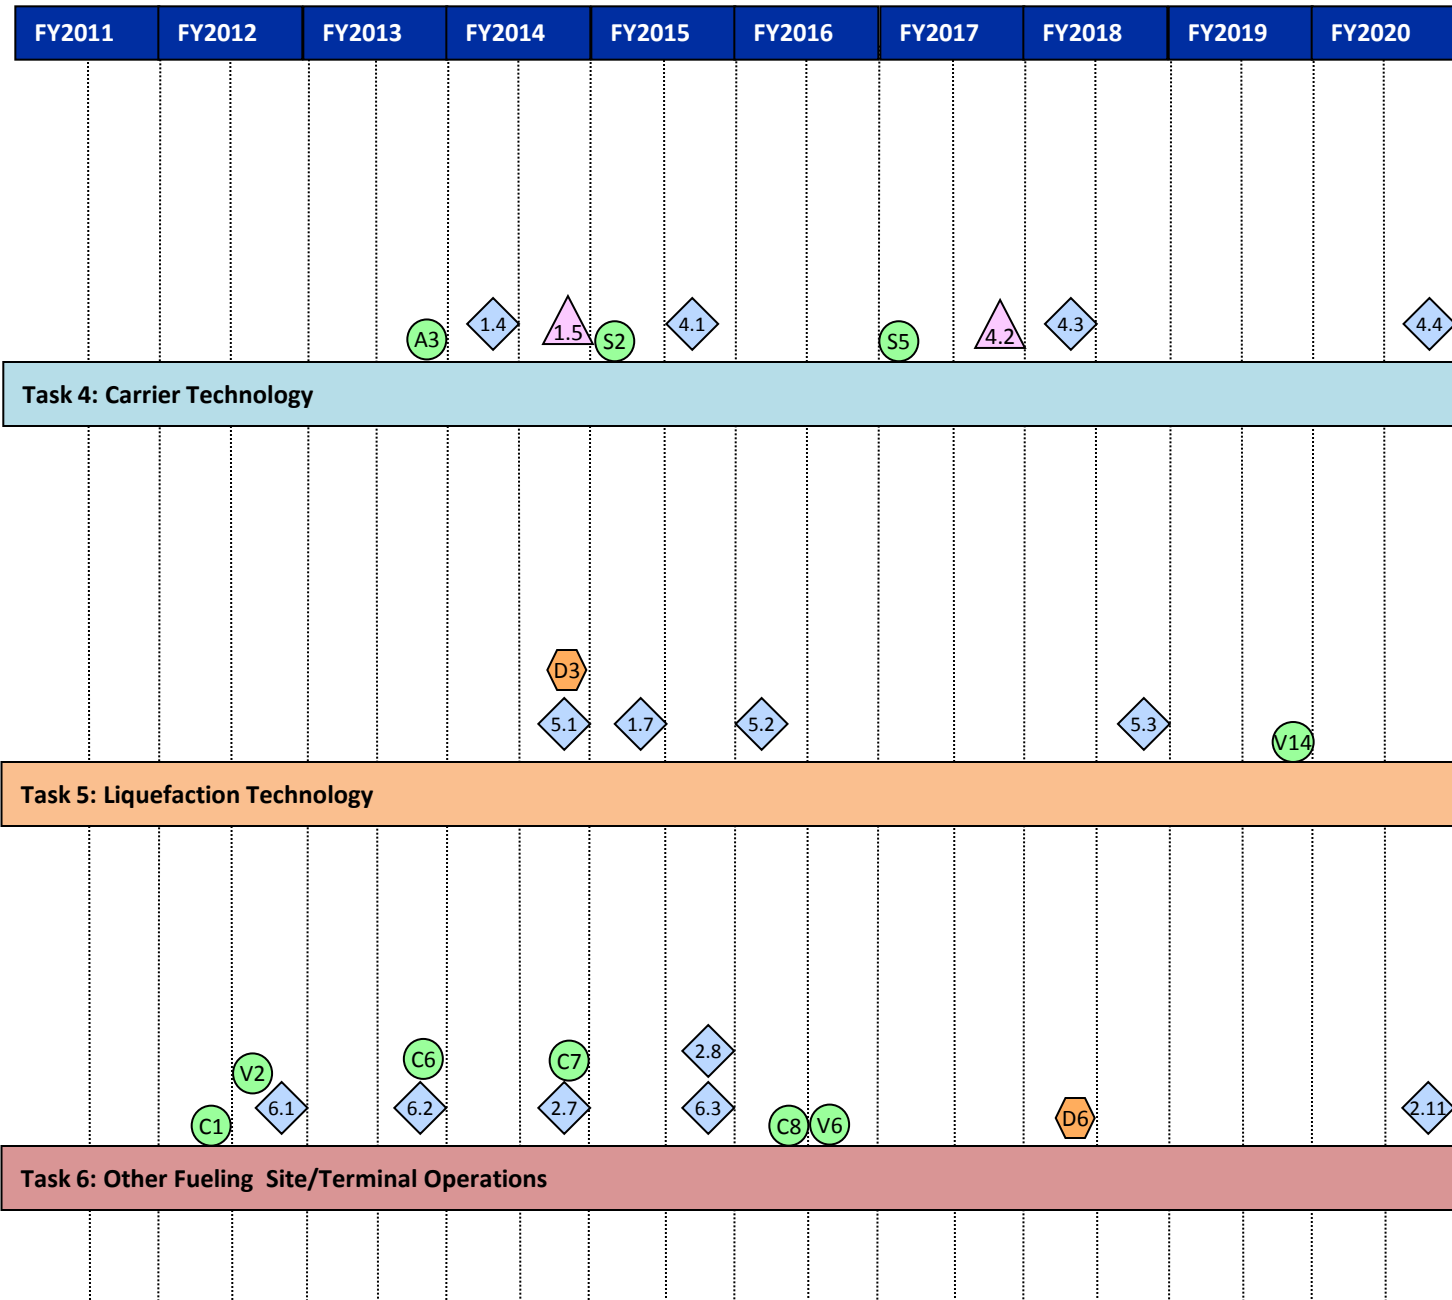 FY2011 FY2012 FY2013 FY2014 FY2015 FY2016 FY2017 FY2018 FY2019 FY2020
A3 1.4 1.5 S2 4.1 S5 4.2 4.3 4.4
Task 4: Carrier Technology
D3
5.1 1.7 5.2 5.3 V14
Task 5: Liquefaction Technology
V2 C6 C7 2.8
C1 6.1 6.2 2.7 6.3 C8 V6 D6 2.11
Task 6: Other Fueling Site/Terminal Operations